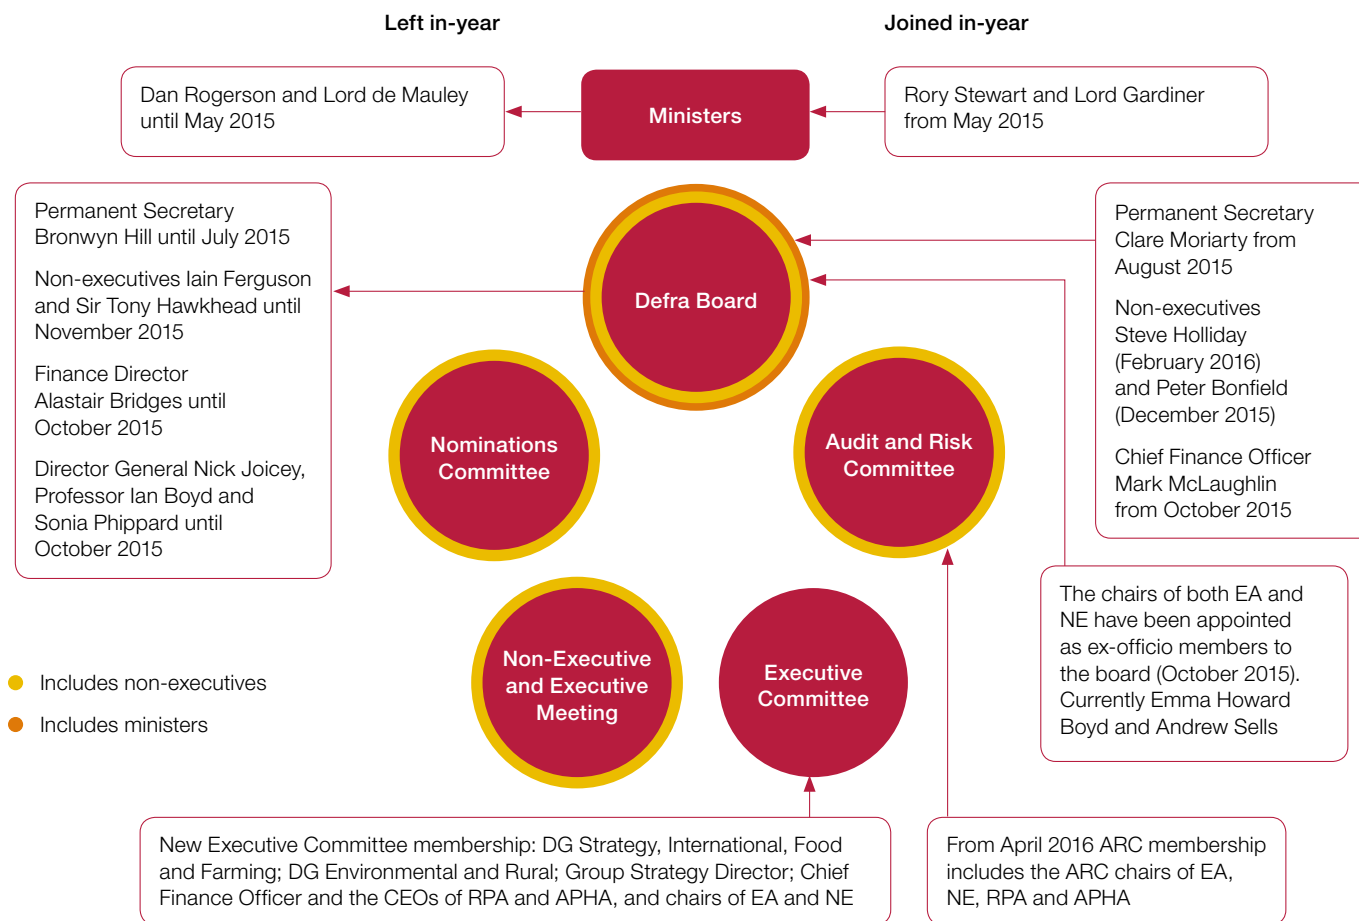 Left in-year
Joined in-year
Dan Rogerson and Lord de Mauley
until May 2015
Ministers
Rory Stewart and Lord Gardiner
from May 2015
Permanent Secretary
Bronwyn Hill until July 2015
Non-executives Iain Ferguson
and Sir Tony Hawkhead until
November 2015
Finance Director
Alastair Bridges until
October 2015
Director General Nick Joicey,
Professor Ian Boyd and
Sonia Phippard until
October 2015
Defra Board
Permanent Secretary
Clare Moriarty from
August 2015
Non-executives
Steve Holliday
(February 2016)
and Peter Bonfield
(December 2015)
Chief Finance Officer
Mark McLaughlin
from October 2015
Nominations
Committee
Audit and Risk
Committee
The chairs of both EA and
NE have been appointed
as ex-officio members to
the board (October 2015).
Currently Emma Howard
Boyd and Andrew Sells
Non-Executive
and Executive
Meeting
Executive
Committee
Includes non-executives
Includes ministers
New Executive Committee membership: DG Strategy, International, Food
and Farming; DG Environmental and Rural; Group Strategy Director; Chief
Finance Officer and the CEOs of RPA and APHA, and chairs of EA and NE
From April 2016 ARC membership
includes the ARC chairs of EA,
NE, RPA and APHA